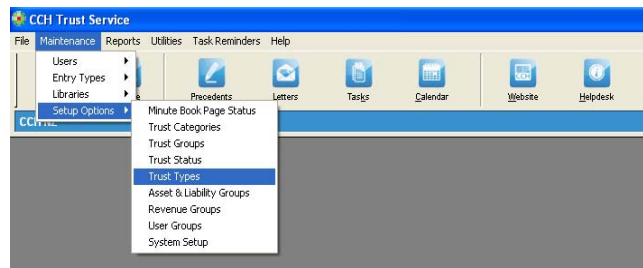 CCH Trust Service
File Maintenance Reports Utilities Task Reminders Help
Users
Entry Types
Libraries
Setup Options
Precedents Letters Tasks Calendar Website Helpdesk
Minute Book Page Status
Trust Categories
Trust Groups
Trust Status
Trust Types
Asset & Liability Groups
Revenue Groups
User Groups
System Setup